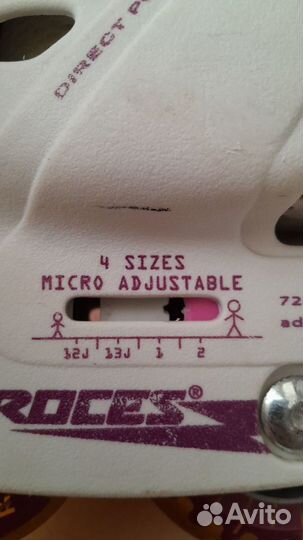 DIRECT
4 SIZES
MICRO ADJUSTABLE
72
ad
12J 13J 1 2
ROCES®
Avito